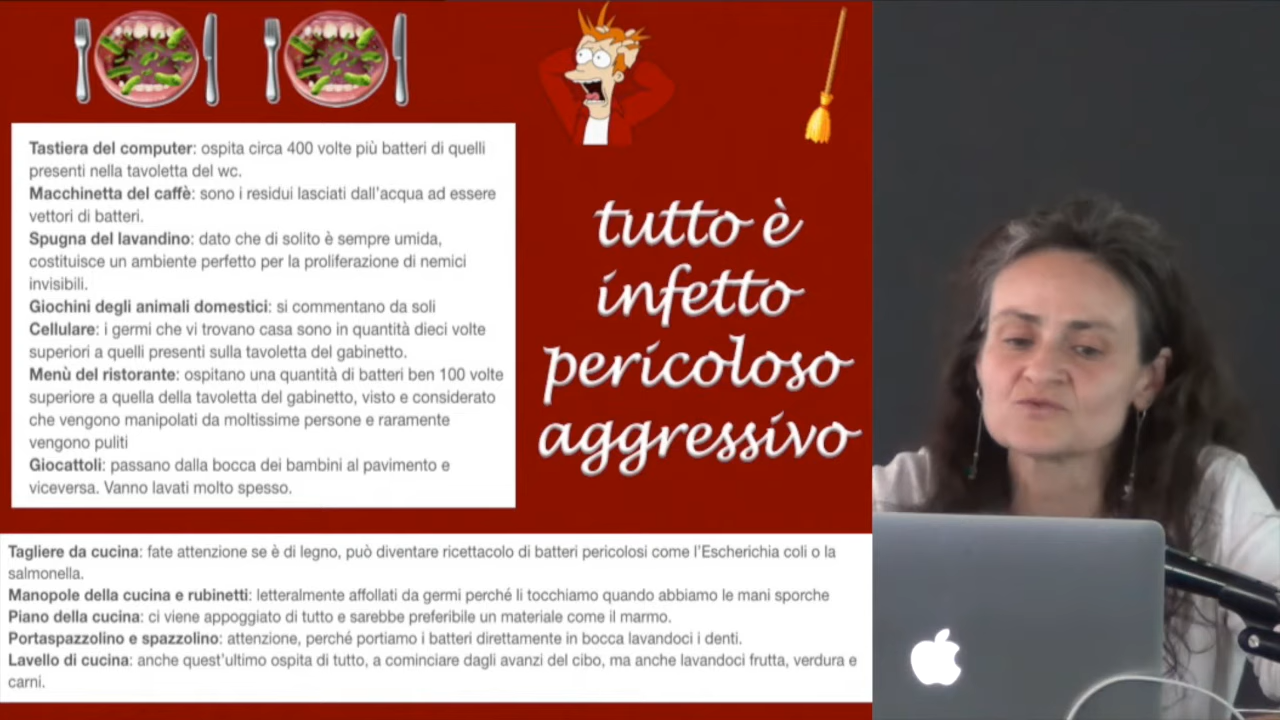 Tastiera del computer: ospita circa 400 volte più batteri di quelli
presenti nella tavoletta del wc.
Macchinetta del caffè: sono i residui lasciati dall'acqua ad essere
vettori di batteri.
Spugna del lavandino: dato che di solito è sempre umida,
costituisce un ambiente perfetto per la proliferazione di nemici
invisibili.
Giochini degli animali domestici: si commentano da soli
Cellulare: i germi che vi trovano casa sono in quantità dieci volte
superiori a quelli presenti sulla tavoletta del gabinetto.
Menù del ristorante: ospitano una quantità di batteri ben 100 volte
superiore a quella della tavoletta del gabinetto, visto e considerato
che vengono manipolati da moltissime persone e raramente
vengono puliti
Giocattoli: passano dalla bocca dei bambini al pavimento e
viceversa. Vanno lavati molto spesso.
tutto è
infetto
pericoloso
aggressivo
Tagliere da cucina: fate attenzione se è di legno, può diventare ricettacolo di batteri pericolosi come l'Escherichia coli o la
salmonella.
Manopole della cucina e rubinetti: letteralmente affollati da germi perché li tocchiamo quando abbiamo le mani sporche
Piano della cucina: ci viene appoggiato di tutto e sarebbe preferibile un materiale come il marmo.
Portaspazzolino e spazzolino: attenzione, perché portiamo i batteri direttamente in bocca lavandoci i denti.
Lavello di cucina: anche quest'ultimo ospita di tutto, a cominciare dagli avanzi del cibo, ma anche lavandoci frutta, verdura e
carni.